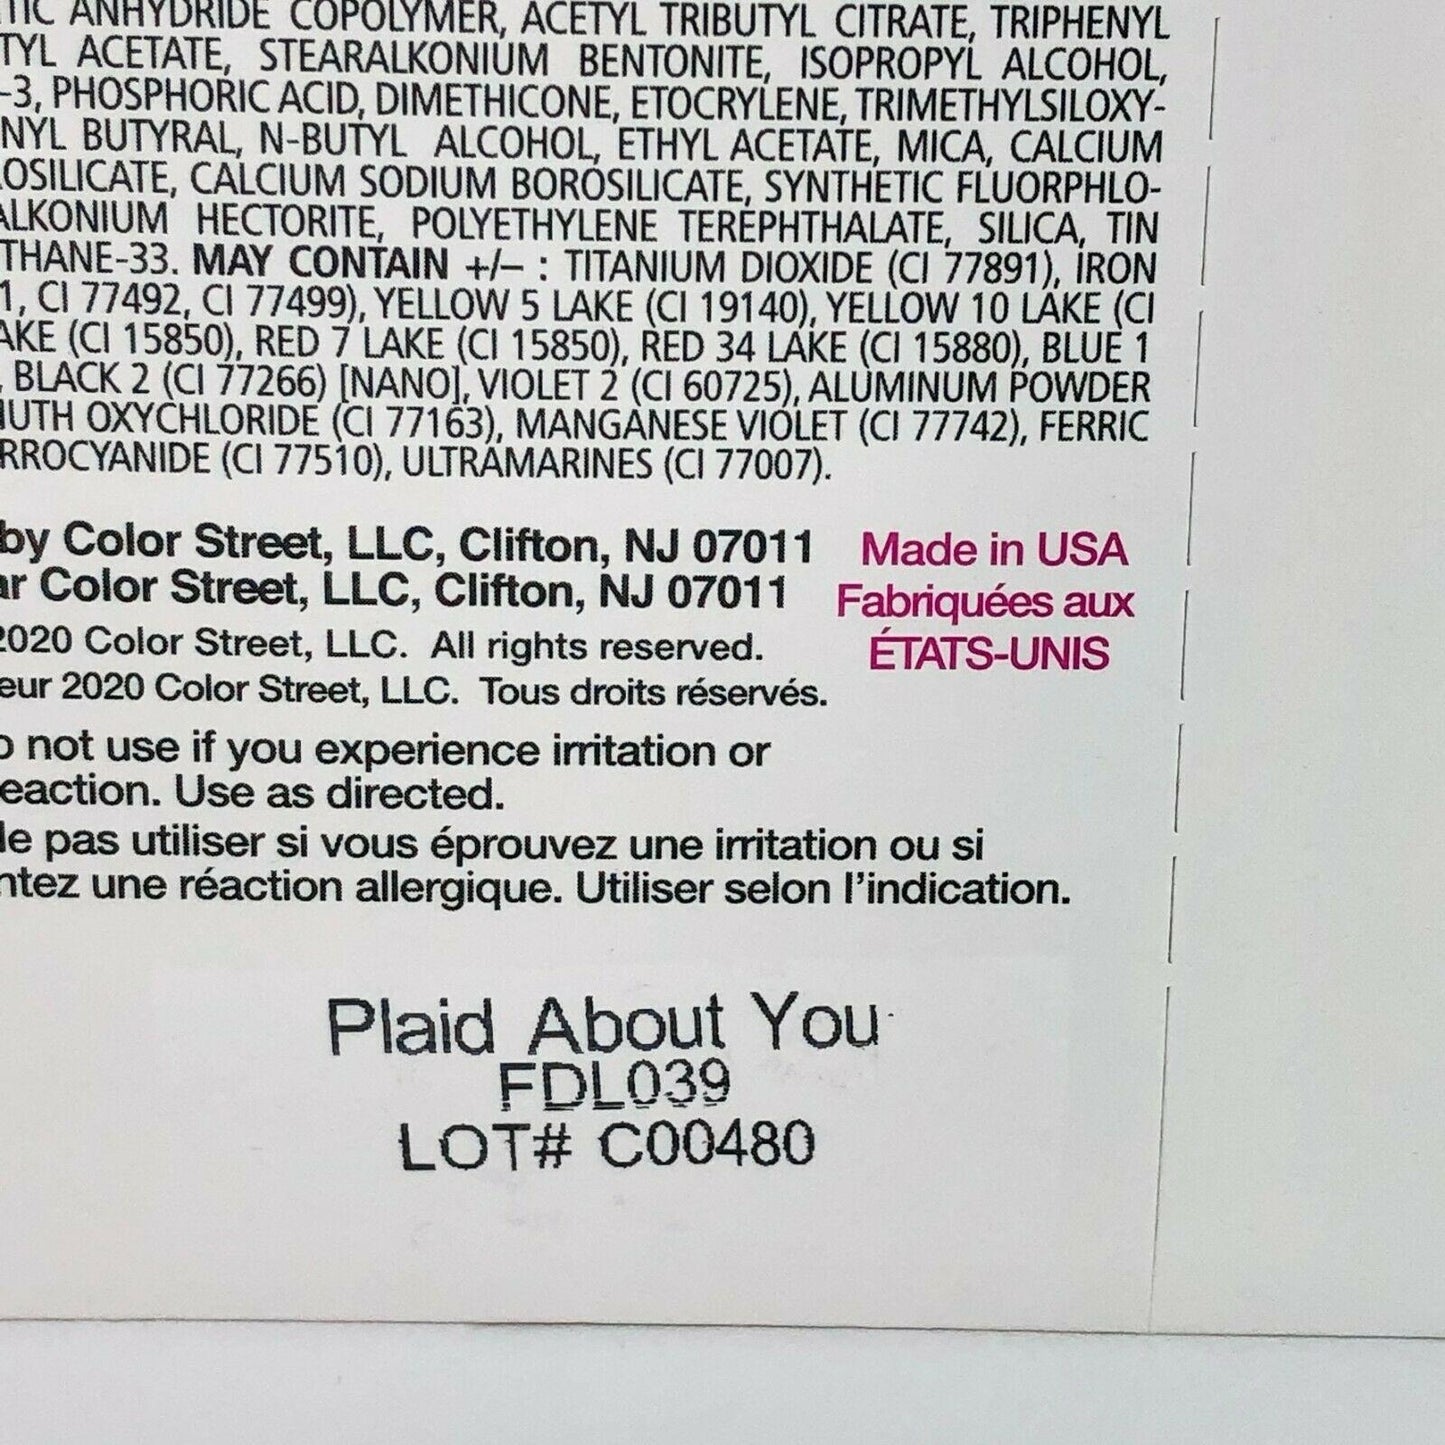 ANHYDRIDE COPOLYMER, ACETYL TRIBUTYL CITRATE, TRIPHENYL
TYL ACETATE, STEARALKONIUM BENTONITE, ISOPROPYL ALCOHOL,
-3, PHOSPHORIC ACID, DIMETHICONE, ETOCRYLENE, TRIMETHYLSILOXY-
NYL BUTYRAL, N-BUTYL ALCOHOL, ETHYL ACETATE, MICA, CALCIUM
OSILICATE, CALCIUM SODIUM BOROSILICATE, SYNTHETIC FLUORPHLO-
ALKONIUM HECTORITE, POLYETHYLENE TEREPHTHALATE, SILICA, TIN
THANE-33. MAY CONTAIN +/– : TITANIUM DIOXIDE (CI 77891), IRON
1, CI 77492, CI 77499), YELLOW 5 LAKE (CI 19140), YELLOW 10 LAKE (CI
AKE (CI 15850), RED 7 LAKE (CI 15850), RED 34 LAKE (CI 15880), BLUE 1
, BLACK 2 (CI 77266) [NANO], VIOLET 2 (CI 60725), ALUMINUM POWDER
UTH OXYCHLORIDE (CI 77163), MANGANESE VIOLET (CI 77742), FERRIC
RROCYANIDE (CI 77510), ULTRAMARINES (CI 77007).
by Color Street, LLC, Clifton, NJ 07011
ar Color Street, LLC, Clifton, NJ 07011
2020 Color Street, LLC. All rights reserved.
eur 2020 Color Street, LLC. Tous droits réservés.
Made in USA
Fabriquées aux
ÉTATS-UNIS
o not use if you experience irritation or
eaction. Use as directed.
le pas utiliser si vous éprouvez une irritation ou si
ntez une réaction allergique. Utiliser selon l'indication.
Plaid About You
FDL039
LOT# C00480